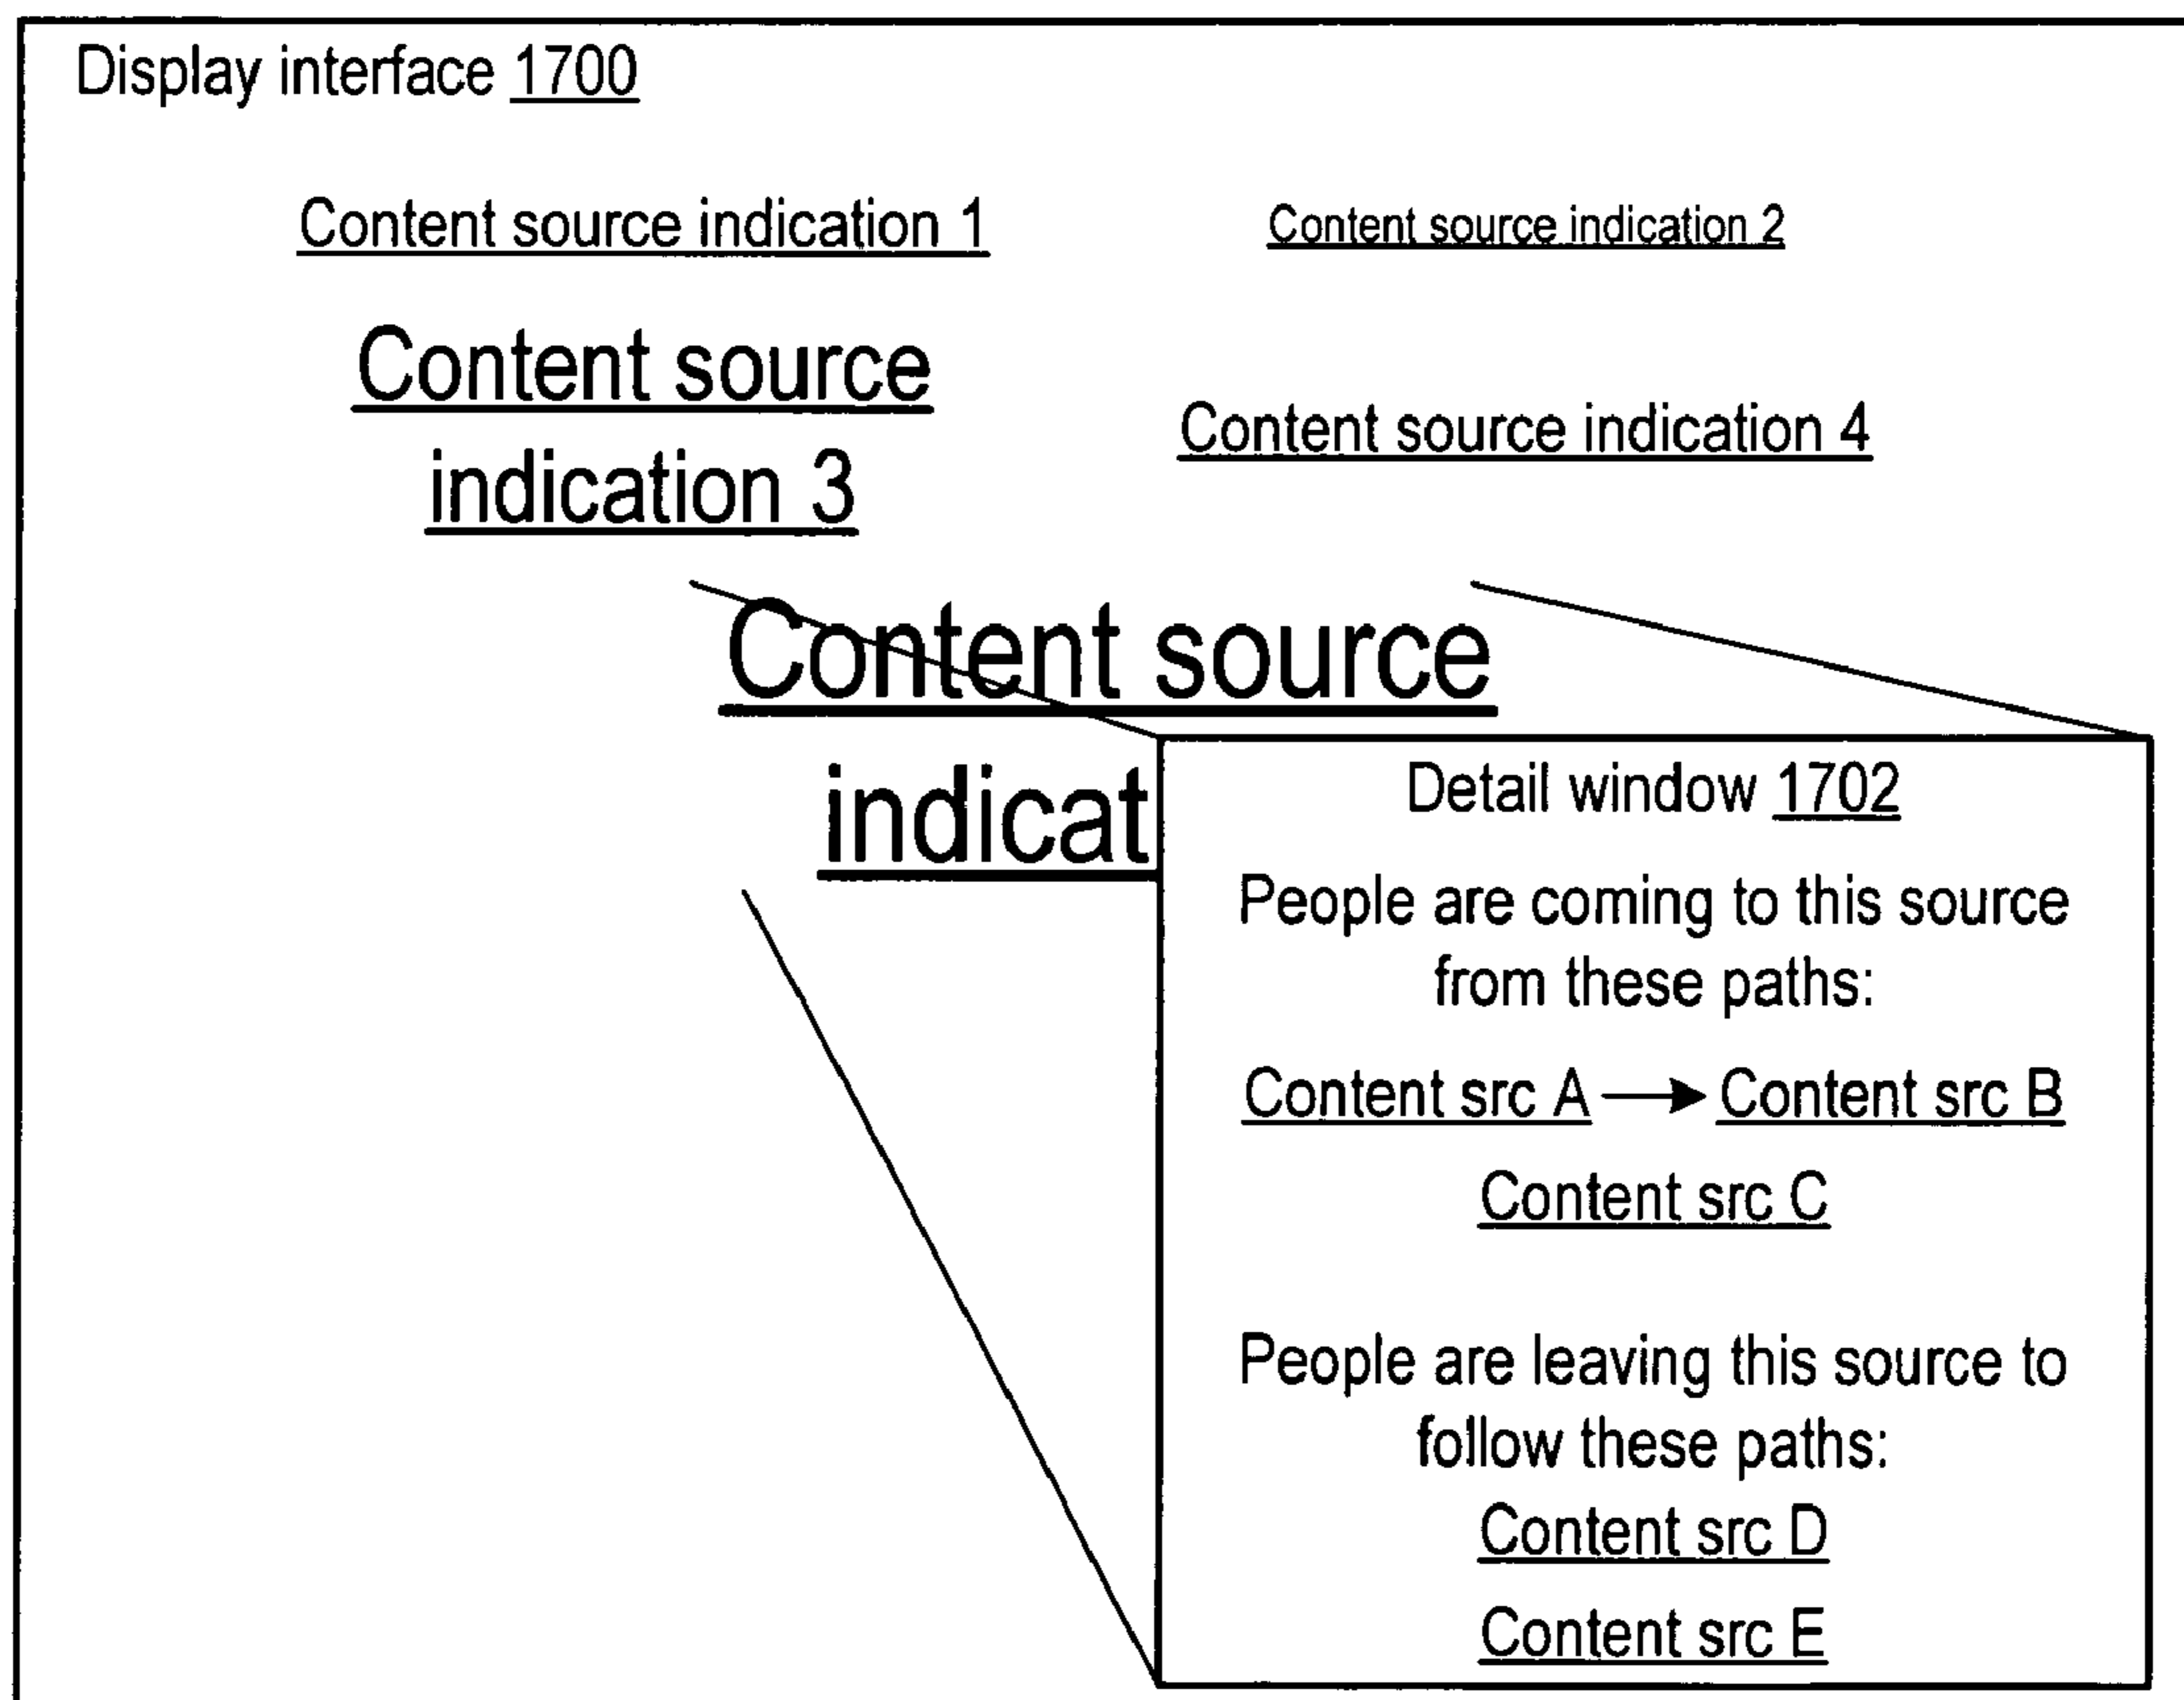 Display interface 1700
Content source indication 1
Content source indication 2
Content source
indication 3
Content source indication 4
Content source
indicat
Detail window 1702
People are coming to this source
from these paths:
Content src A → Content src B
Content src C
People are leaving this source to
follow these paths:
Content src D
Content src E